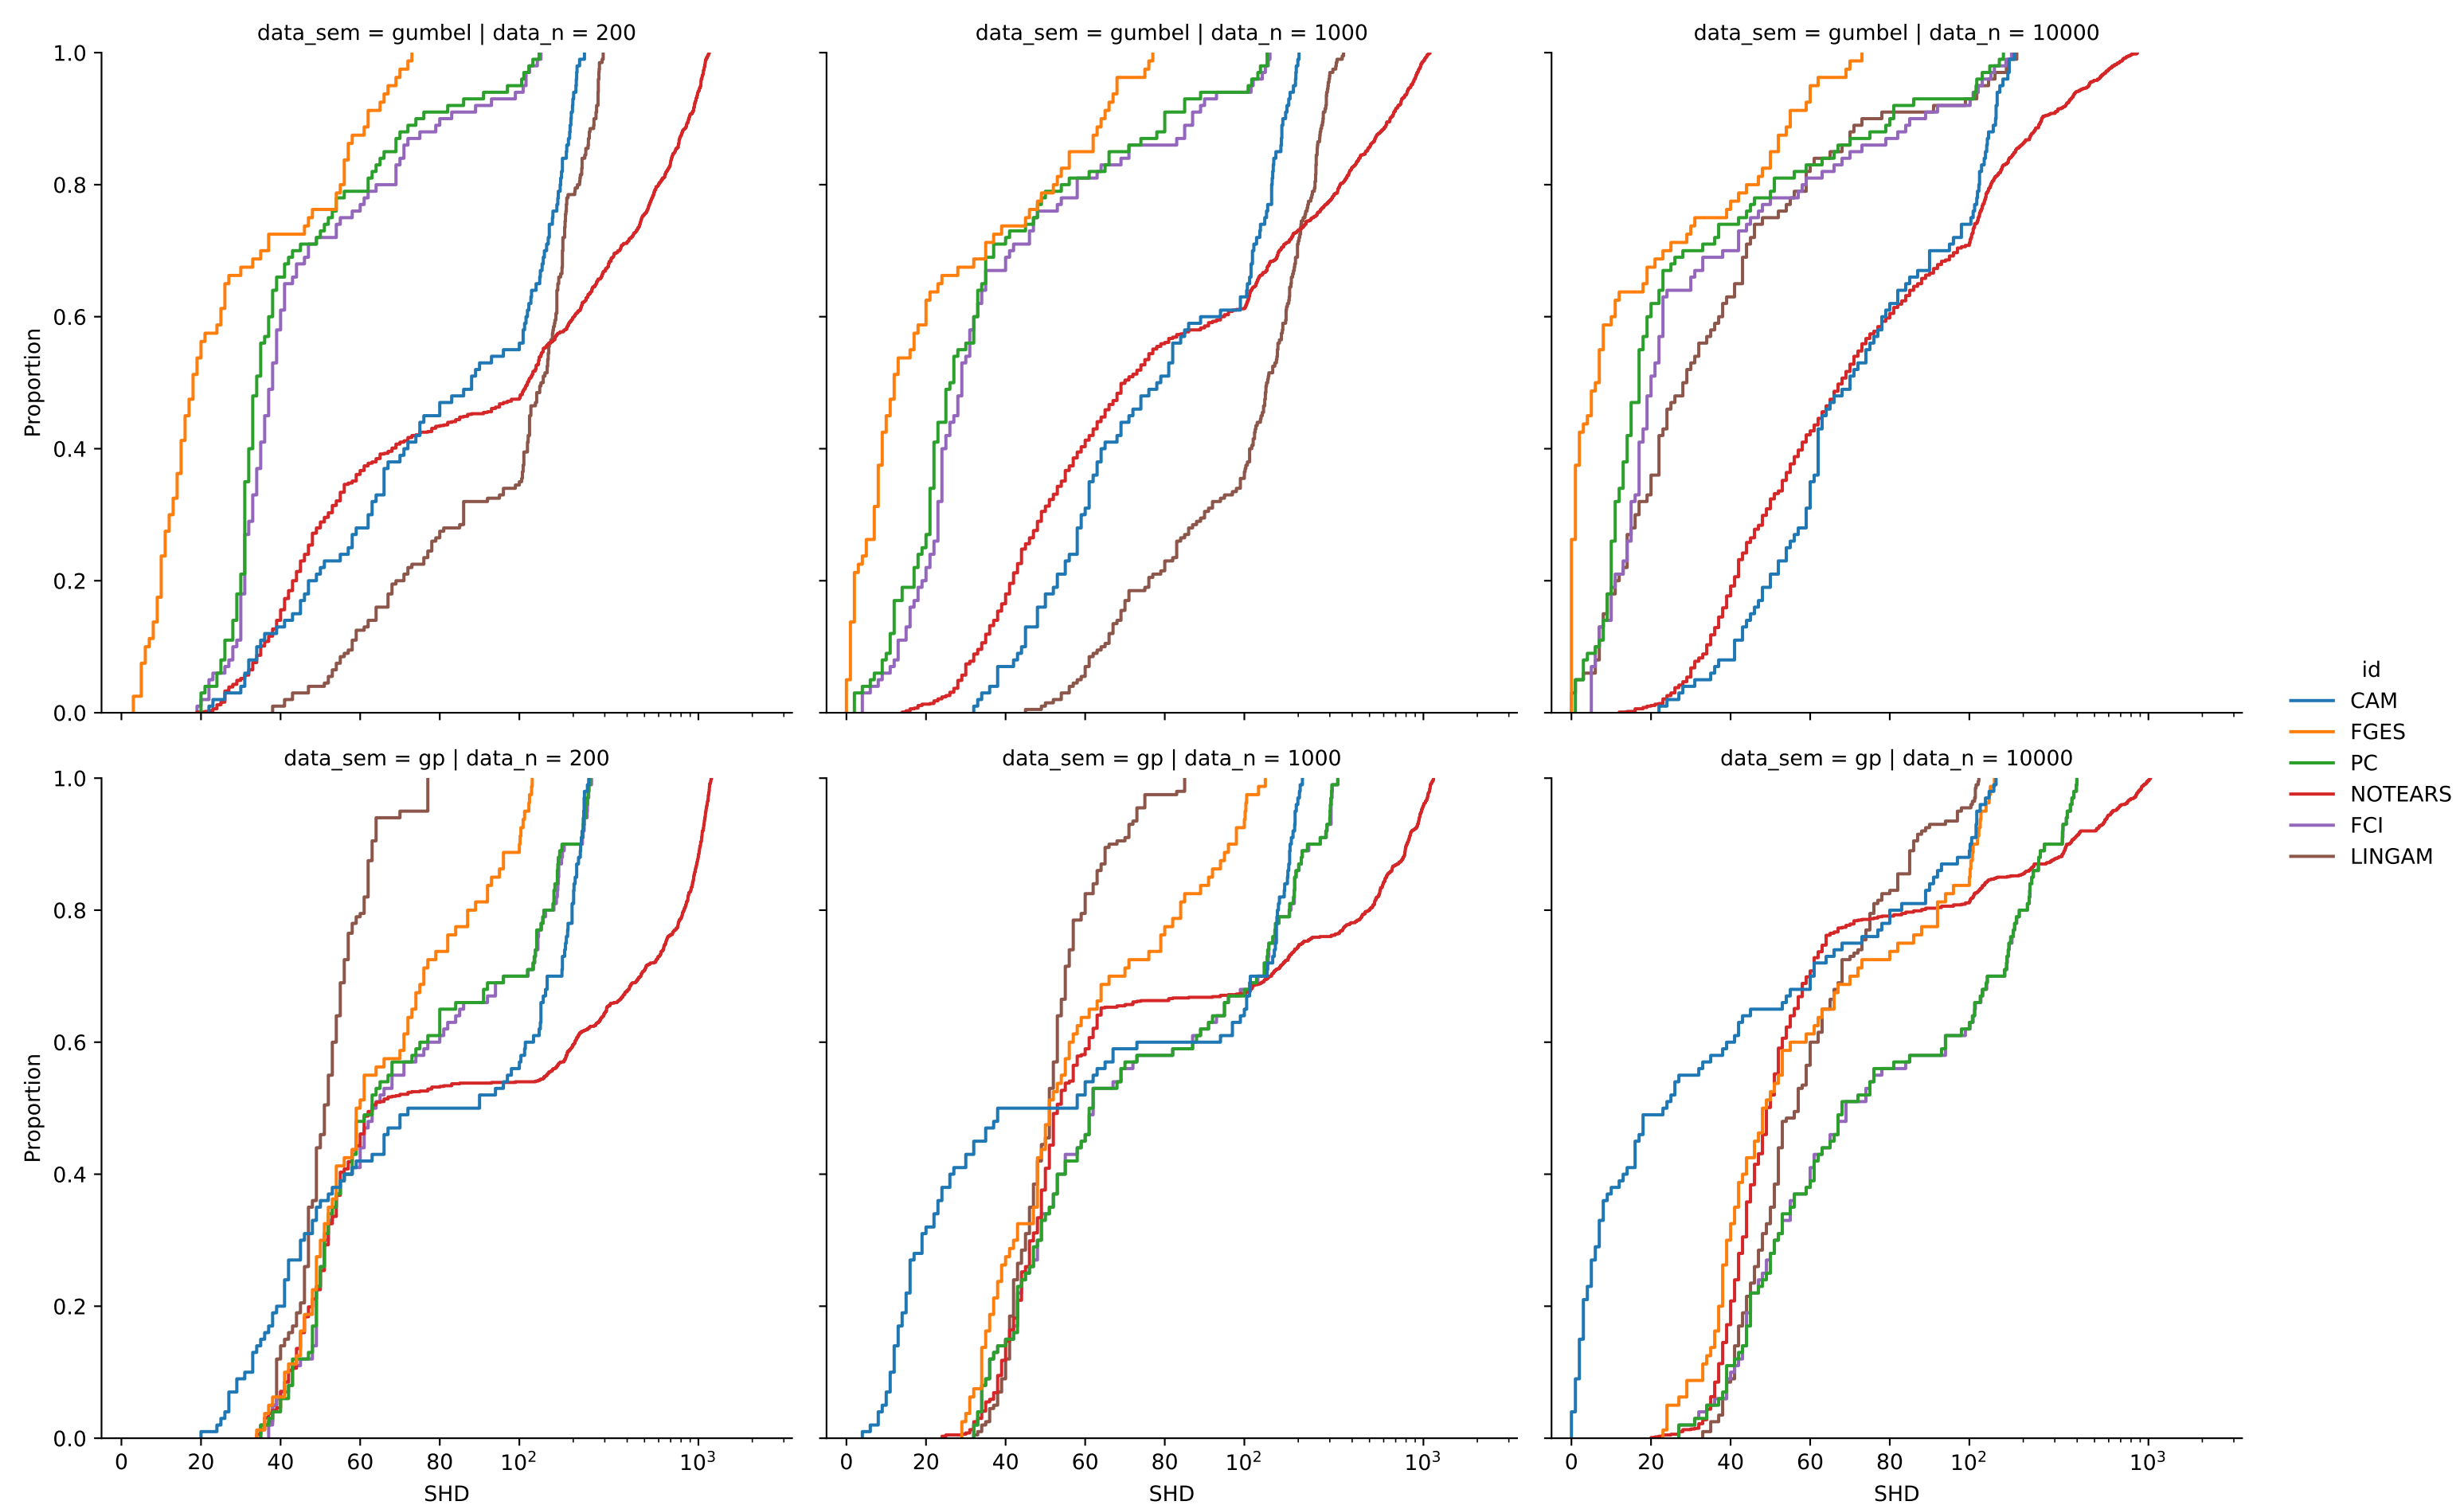 data_sem = gumbel | data_n = 200
data_sem = gumbel | data_n = 1000
data_sem = gumbel | data_n = 10000
1.0
0.8
0.6
0.4
0.2
0.0
Proportion
data_sem = gp | data_n = 200
data_sem = gp | data_n = 1000
data_sem = gp | data_n = 10000
1.0
0.8
0.6
0.4
0.2
0.0
Proportion
0 20 40 60 80 10² 10³
0 20 40 60 80 10² 10³
0 20 40 60 80 10² 10³
SHD
SHD
SHD
id
CAM
FGES
PC
NOTEARS
FCI
LINGAM